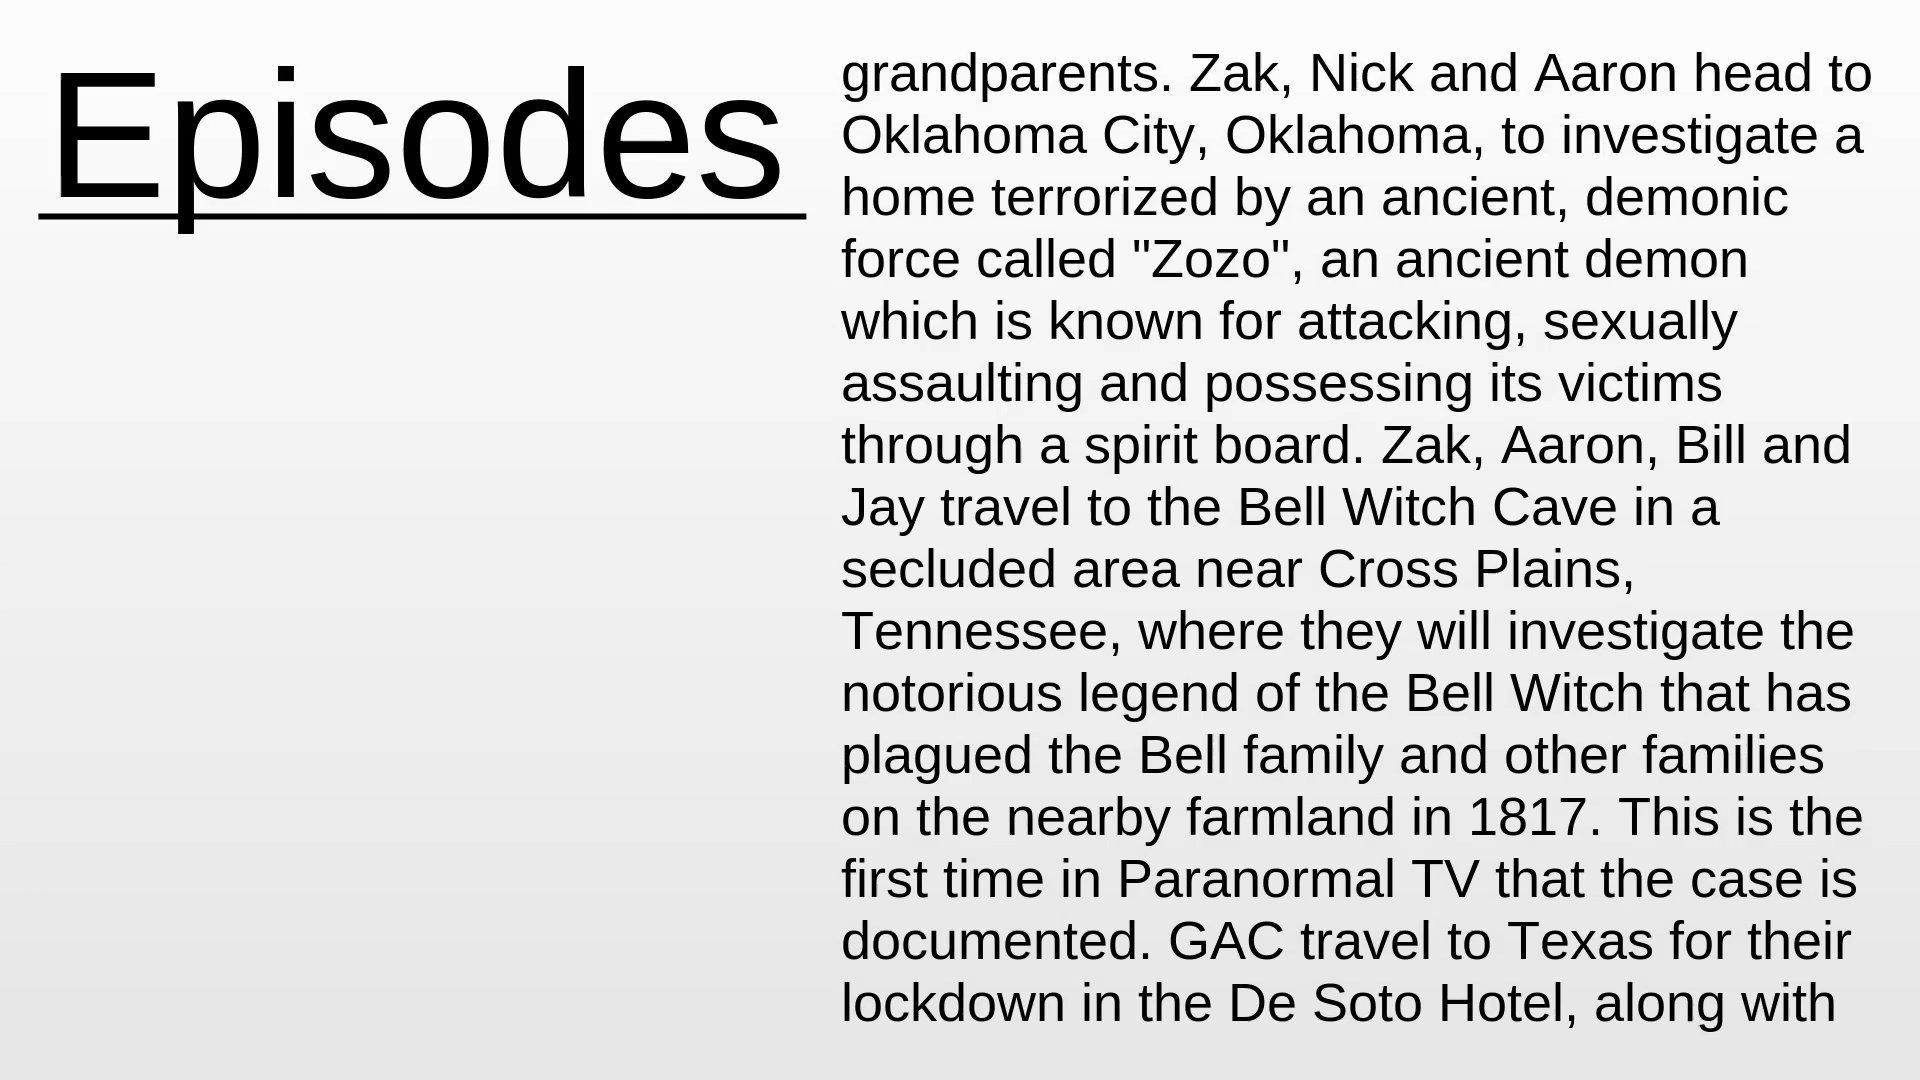 Episodes
grandparents. Zak, Nick and Aaron head to
Oklahoma City, Oklahoma, to investigate a
home terrorized by an ancient, demonic
force called "Zozo", an ancient demon
which is known for attacking, sexually
assaulting and possessing its victims
through a spirit board. Zak, Aaron, Bill and
Jay travel to the Bell Witch Cave in a
secluded area near Cross Plains,
Tennessee, where they will investigate the
notorious legend of the Bell Witch that has
plagued the Bell family and other families
on the nearby farmland in 1817. This is the
first time in Paranormal TV that the case is
documented. GAC travel to Texas for their
lockdown in the De Soto Hotel, along with